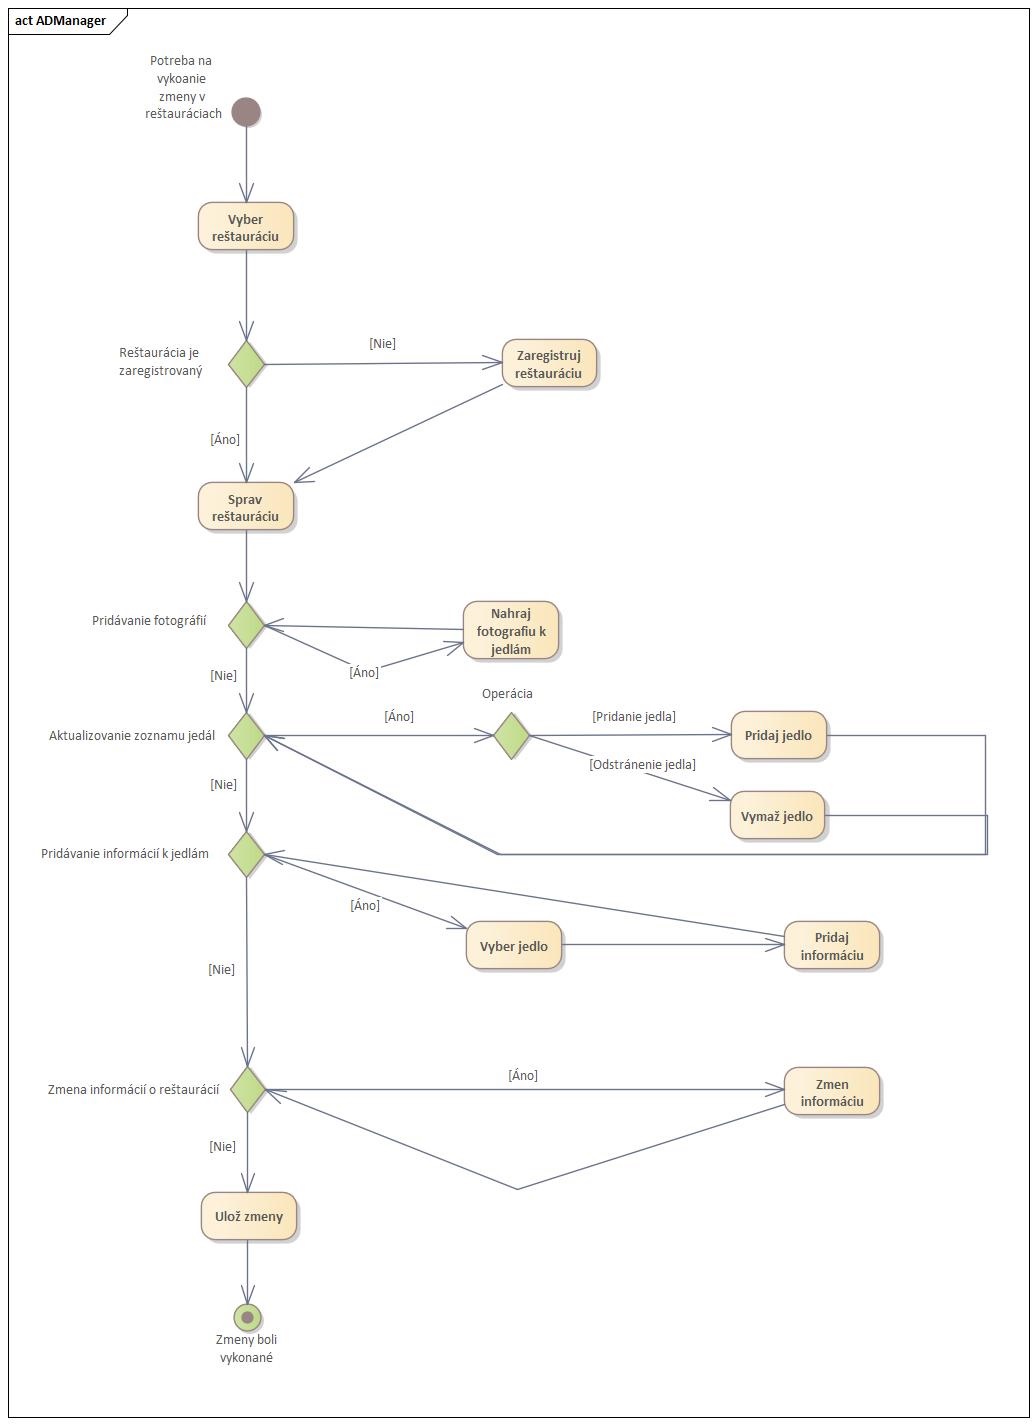 act ADManager
Potreba na
vykoanie
zmeny v
reštauráciach
Vyber
reštauráciu
Reštaurácia je
zaregistrovaný
[Nie]
Zaregistruj
reštauráciu
[Áno]
Sprav
reštauráciu
Pridávanie fotográfií
Nahraj
fotografiu k
jedlám
[Áno]
[Nie]
Operácia
Aktualizovanie zoznamu jedál
[Áno]
[Pridanie jedla]
Pridaj jedlo
[Odstránenie jedla]
Vymaž jedlo
[Nie]
Pridávanie informácií k jedlám
[Áno]
Vyber jedlo
Pridaj
informáciu
[Nie]
Zmena informácií o reštaurácií
[Áno]
Zmen
informáciu
[Nie]
Ulož zmeny
Zmeny boli
vykonané